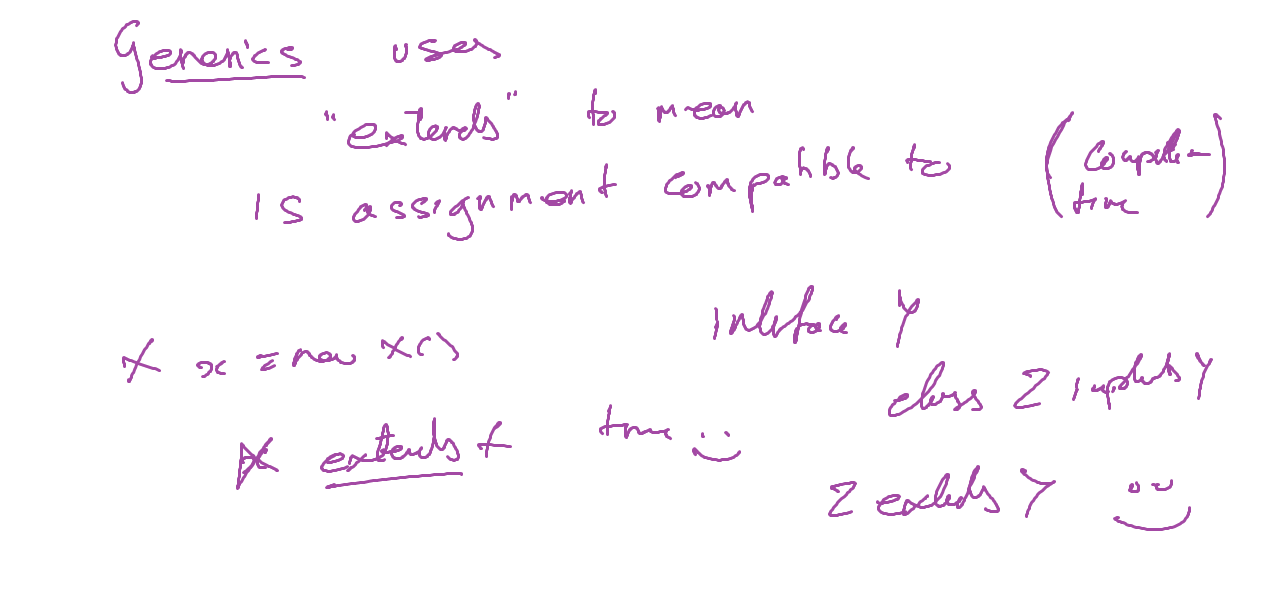 Generics uses
"extends" to mean
is assignment compatible to (compile-
time)
X x = new X()
X extends X true
interface Y
class Z implements Y
Z extends Y